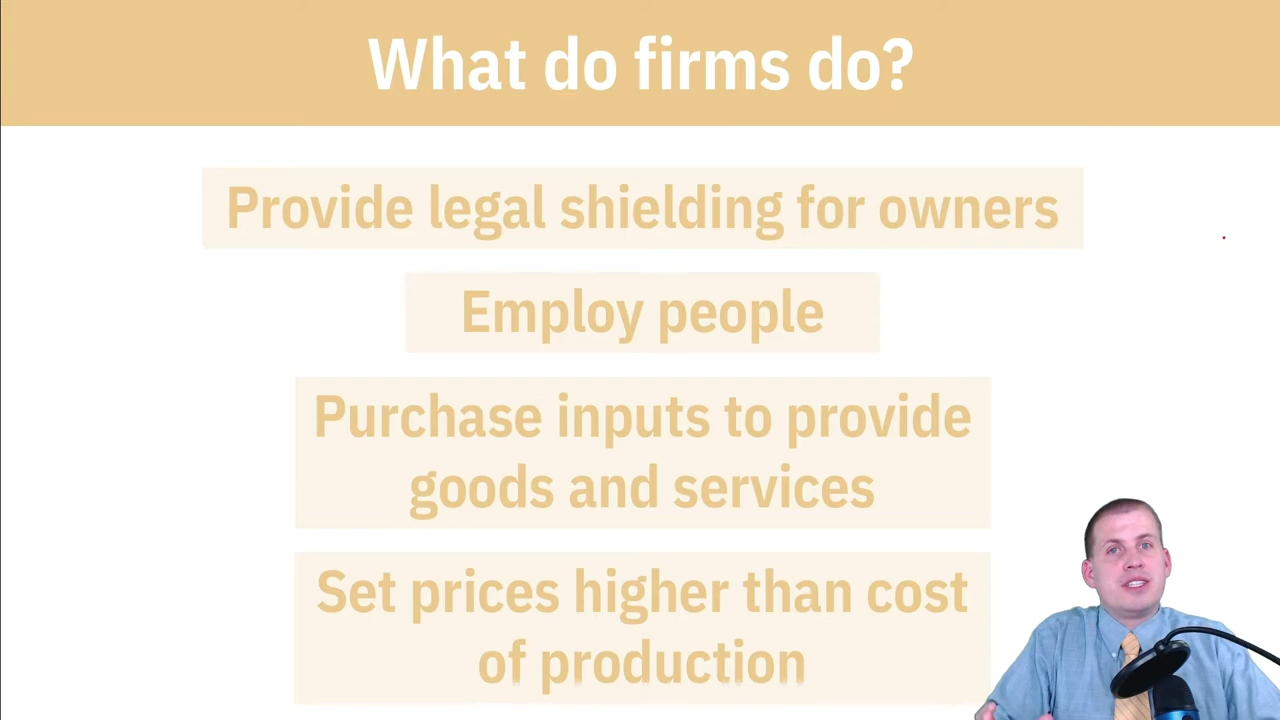 What do firms do?
Provide legal shielding for owners
Employ people
Purchase inputs to provide
goods and services
Set prices higher than cost
of production